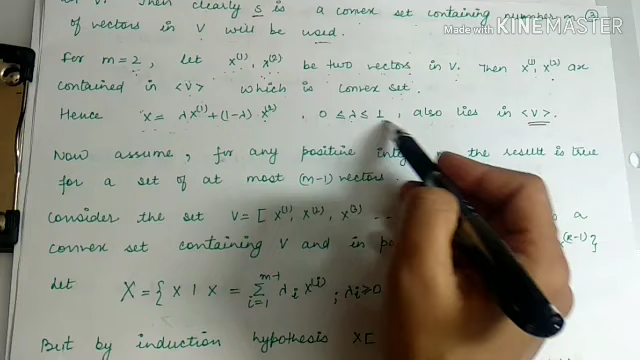 of V. Then clearly S is a convex set containing number m
of vectors in V will be used.
Made with KINEMASTER
For m=2, let x⁽¹⁾, x⁽²⁾ be two vectors in V. Then x⁽¹⁾, x⁽²⁾ are
contained in <V> which is convex set.
Hence x = λx⁽¹⁾+(1-λ) x⁽²⁾, 0 ≤ λ ≤ 1, also lies in <V>.
Now assume, for any positive the result is true
for a set of at most (m-1) vectors.
Consider the set V = [x⁽¹⁾, x⁽²⁾, x⁽³⁾ -- a
convex set containing V and in
Let X = {x | x = ∑ᵢ₌₁ᵐ⁻¹ λᵢ x⁽ⁱ⁾; λᵢ≥0
But by induction hypothesis X[